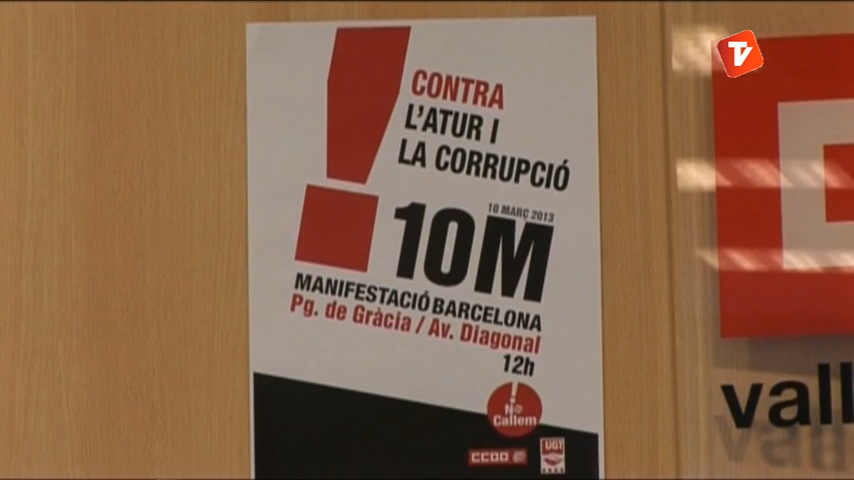 CONTRA
L'ATUR I
LA CORRUPCIÓ
10 MARÇ 2013
10M
MANIFESTACIÓ BARCELONA
Pg. de Gràcia / Av. Diagonal
12h
No
Callem
CCOO
UGT
TV
vall